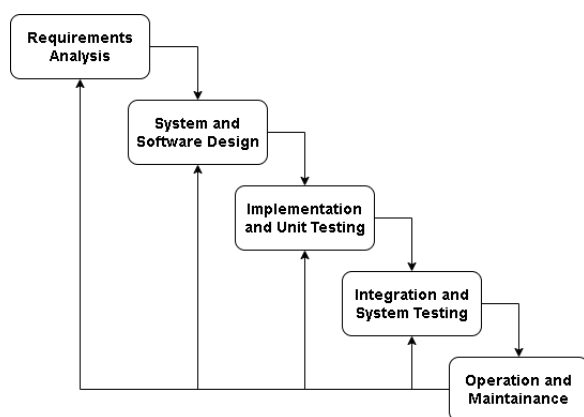 Requirements
Analysis
System and
Software Design
Implementation
and Unit Testing
Integration and
System Testing
Operation and
Maintainance